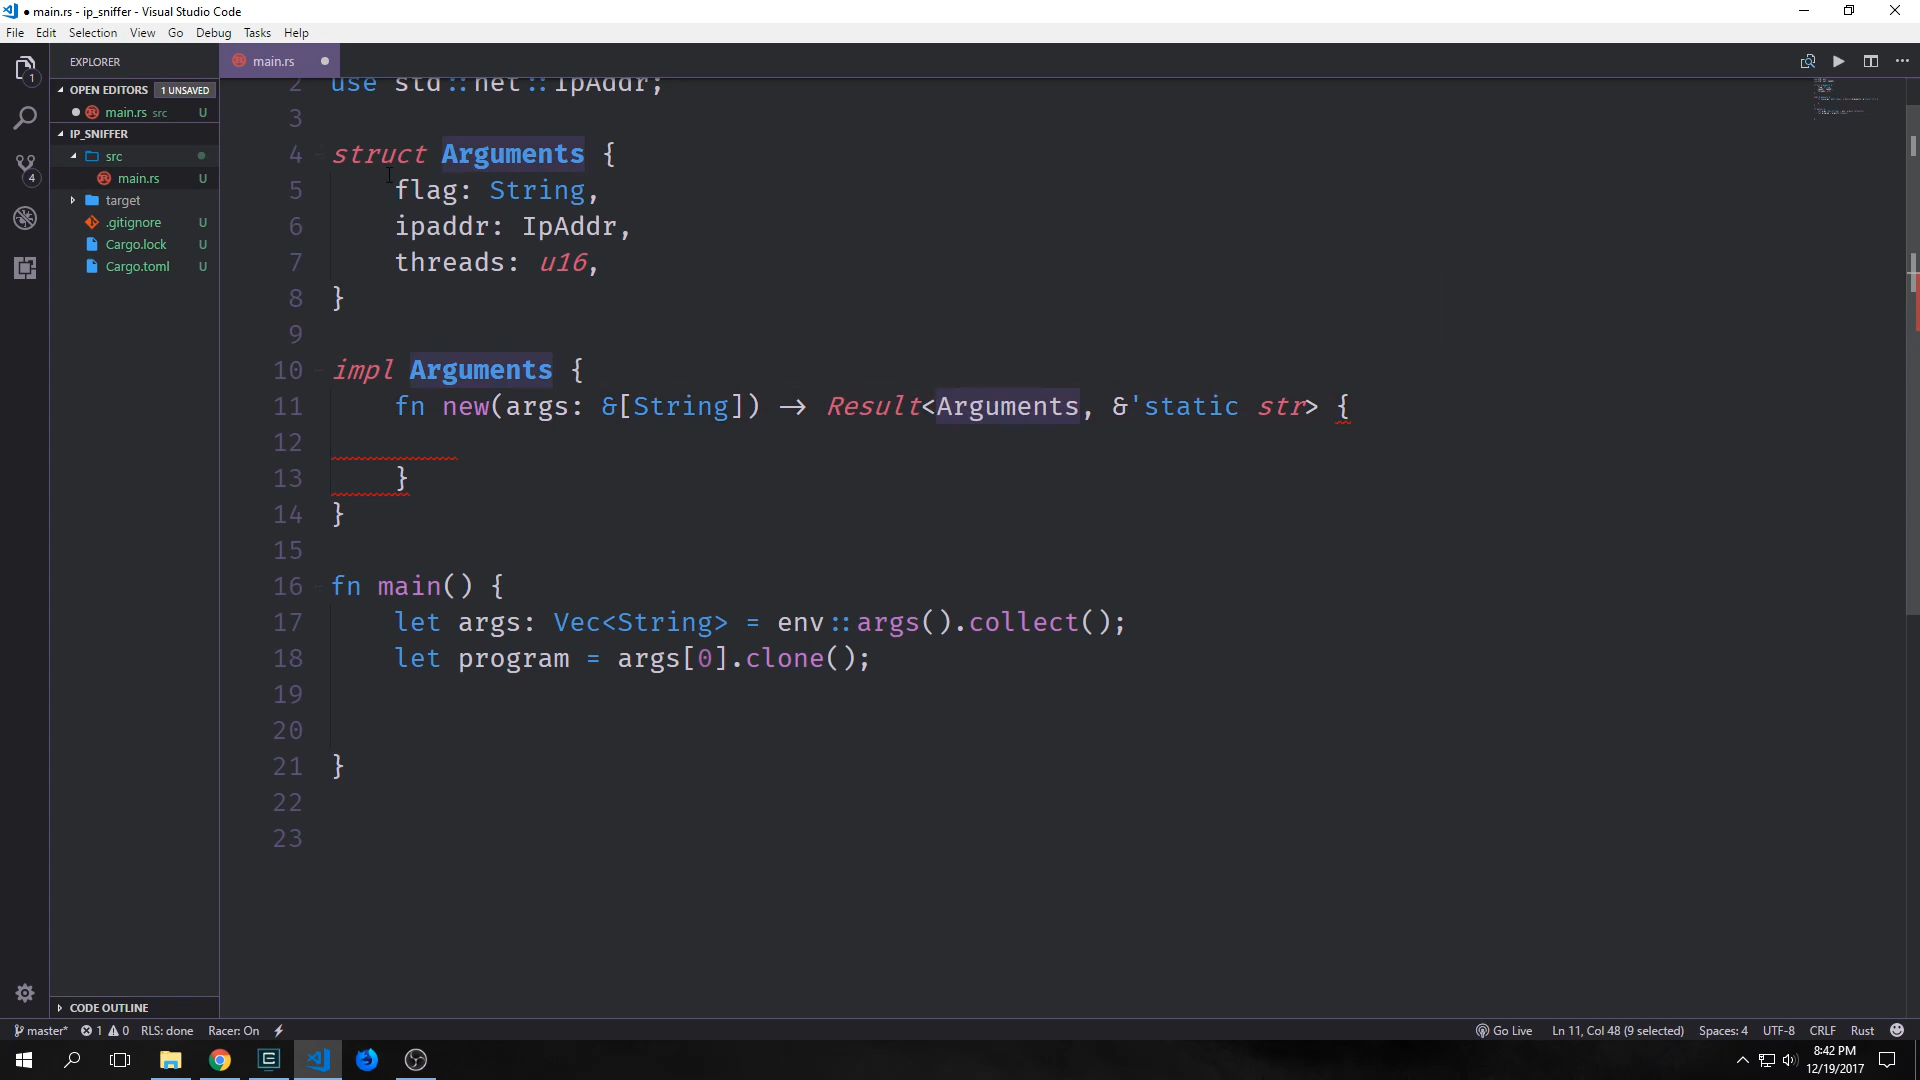 ● main.rs - ip_sniffer - Visual Studio Code
File Edit Selection View Go Debug Tasks Help
EXPLORER
main.rs
OPEN EDITORS 1 UNSAVED
main.rs src U
IP_SNIFFER
src
main.rs U
target
.gitignore U
Cargo.lock U
Cargo.toml U
CODE OUTLINE
1
4
2 use std::net::IpAddr;
3
4 struct Arguments {
5 flag: String,
6 ipaddr: IpAddr,
7 threads: u16,
8 }
9
10 impl Arguments {
11 fn new(args: &[String]) -> Result<Arguments, &'static str> {
12
13 }
14 }
15
16 fn main() {
17 let args: Vec<String> = env::args().collect();
18 let program = args[0].clone();
19
20
21 }
22
23
master* 1 0 RLS: done Racer: On Go Live Ln 11, Col 48 (9 selected) Spaces: 4 UTF-8 CRLF Rust
8:42 PM
12/19/2017